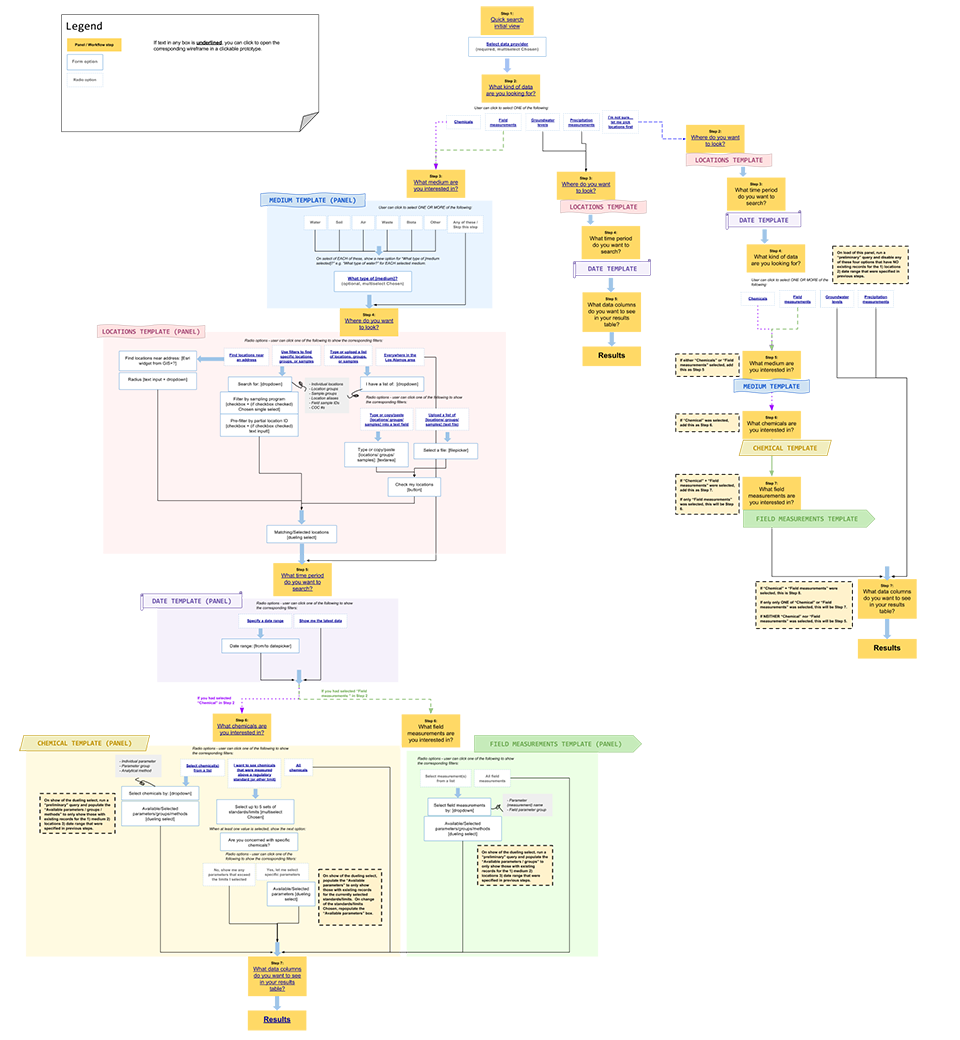 Legend
Panel / Workflow step
Form option
Radio option
If text in any box is underlined, you can click to open the
corresponding wireframe in a clickable prototype.
Step 1:
Quick search
initial view
Select data provider
(required, multiselect Chosen)
Step 2:
What kind of data
are you looking for?
User can click to select ONE of the following:
Chemicals
Field
measurements
Groundwater
levels
Precipitation
measurements
I'm not sure...
let me pick
locations first
Step 3:
What medium are
you interested in?
MEDIUM TEMPLATE (PANEL)
User can click to select ONE OR MORE of the following:
Water
Soil
Air
Waste
Biota
Other
Any of these /
Skip this step
On select of EACH of these, show a new option for "What type of [medium
selected]?" e.g. "What type of water?" for EACH selected medium.
What type of [medium]?
(optional, multiselect Chosen)
Step 4:
Where do you want
to look?
LOCATIONS TEMPLATE (PANEL)
Radio options - user can click one of the following to show the corresponding filters:
Find locations near
an address
Use filters to find
specific locations,
groups, or samples
Type or upload a list
of locations, groups,
or samples
Everywhere in the
Los Alamos area
Find locations near address: [Esri
widget from GIS+?]
Radius [text input + dropdown]
Search for: [dropdown]
Filter by sampling program
[checkbox + (if checkbox checked)
Chosen single select]
Pre-filter by partial location ID
[checkbox + (if checkbox checked)
text input]
- Individual locations
- Location groups
- Sample groups
- Location aliases
- Field sample IDs
- COC #s
I have a list of: [dropdown]
Radio options - user can click one of the following to show
the corresponding filters:
Type or copy/paste
[locations/ groups/
samples] into a text field
Upload a list of
[locations/ groups/
samples] (text file)
Type or copy/paste
[locations/ groups/
samples]: [textarea]
Select a file: [filepicker]
Check my locations
[button]
Matching/Selected locations
[dueling select]
Step 5:
What time period
do you want to
search?
DATE TEMPLATE (PANEL)
Radio options - user can click one of the following to show
the corresponding filters:
Specify a date range
Show me the latest data
Date range: [from/to datepicker]
If you had selected
"Chemical" in Step 2
If you had selected "Field
measurements" in Step 2
Step 6:
What chemicals are
you interested in?
CHEMICAL TEMPLATE (PANEL)
Radio options - user can click one of the following to show
the corresponding filters:
- Individual parameter
- Parameter group
- Analytical method
Select chemical(s)
from a list
I want to see chemicals
that were measured
above a regulatory
standard (or other limit)
All
chemicals
Select chemicals by: [dropdown]
Available/Selected
parameters/groups/methods
[dueling select]
On show of the dueling select, run a
"preliminary" query and populate the
"Available parameters / groups /
methods" to only show those with
existing records for the 1) medium 2)
locations 3) date range that were
specified in previous steps.
Select up to 5 sets of
standards/limits [multiselect
Chosen]
When at least one value is selected, show the next option:
Are you concerned with specific
chemicals?
Radio options - user can click one of the
following to show the corresponding filters:
No, show me any
parameters that exceed
the limits I selected
Yes, let me select
specific parameters
Available/Selected
parameters [dueling
select]
On show of the dueling select,
populate the "Available
parameters" to only show
those with existing records
for the currently selected
standards/limits. On change
of the standards/limits
Chosen, repopulate the
"Available parameters" box.
Step 6:
What field
measurements are
you interested in?
FIELD MEASUREMENTS TEMPLATE (PANEL)
Radio options - user can click one of the following to show
the corresponding filters:
Select measurement(s)
from a list
All field
measurements
Select field measurements
by: [dropdown]
Available/Selected
parameters/groups/methods
[dueling select]
- Parameter
(measurement) name
- Field parameter group
On show of the dueling select, run a
"preliminary" query and populate the
"Available parameters / groups" to
only show those with existing
records for the 1) medium 2)
locations 3) date range that were
specified in previous steps.
Step 7:
What data columns
do you want to see
in your results
table?
Results
Step 3:
Where do you want
to look?
LOCATIONS TEMPLATE
Step 4:
What time period
do you want to
search?
DATE TEMPLATE
Step 5:
What data columns
do you want to see
in your results
table?
Results
Step 2:
Where do you want
to look?
LOCATIONS TEMPLATE
Step 3:
What time period
do you want to
search?
DATE TEMPLATE
Step 4:
What kind of data
are you looking for?
On load of this panel, run a
"preliminary" query and disable any
of these four options that have NO
existing records for the 1) locations
2) date range that were specified in
previous steps.
User can click to select ONE OR MORE of the
following:
Chemicals
Field
measurements
Groundwater
levels
Precipitation
measurements
If either "Chemicals" or "Field
measurements" was
selected, add this as Step 5
Step 5:
What medium are
you interested in?
MEDIUM TEMPLATE
If "Chemical" was selected,
add this as Step 6.
Step 6:
What chemicals are
you interested in?
CHEMICAL TEMPLATE
If "Chemical" + "Field
measurements" were selected,
add this as Step 7.
If only "Field measurements"
was selected, this will be Step
6.
Step 7:
What field
measurements are
you interested in?
FIELD MEASUREMENTS TEMPLATE
If "Chemical" + "Field measurements" were
selected, this is Step 8.
If only only ONE of "Chemical" or "Field
measurements" was selected, this will be Step 7.
If NEITHER "Chemical" nor "Field
measurements" was selected, this will be Step 5.
Step ?:
What data columns
do you want to see
in your results
table?
Results